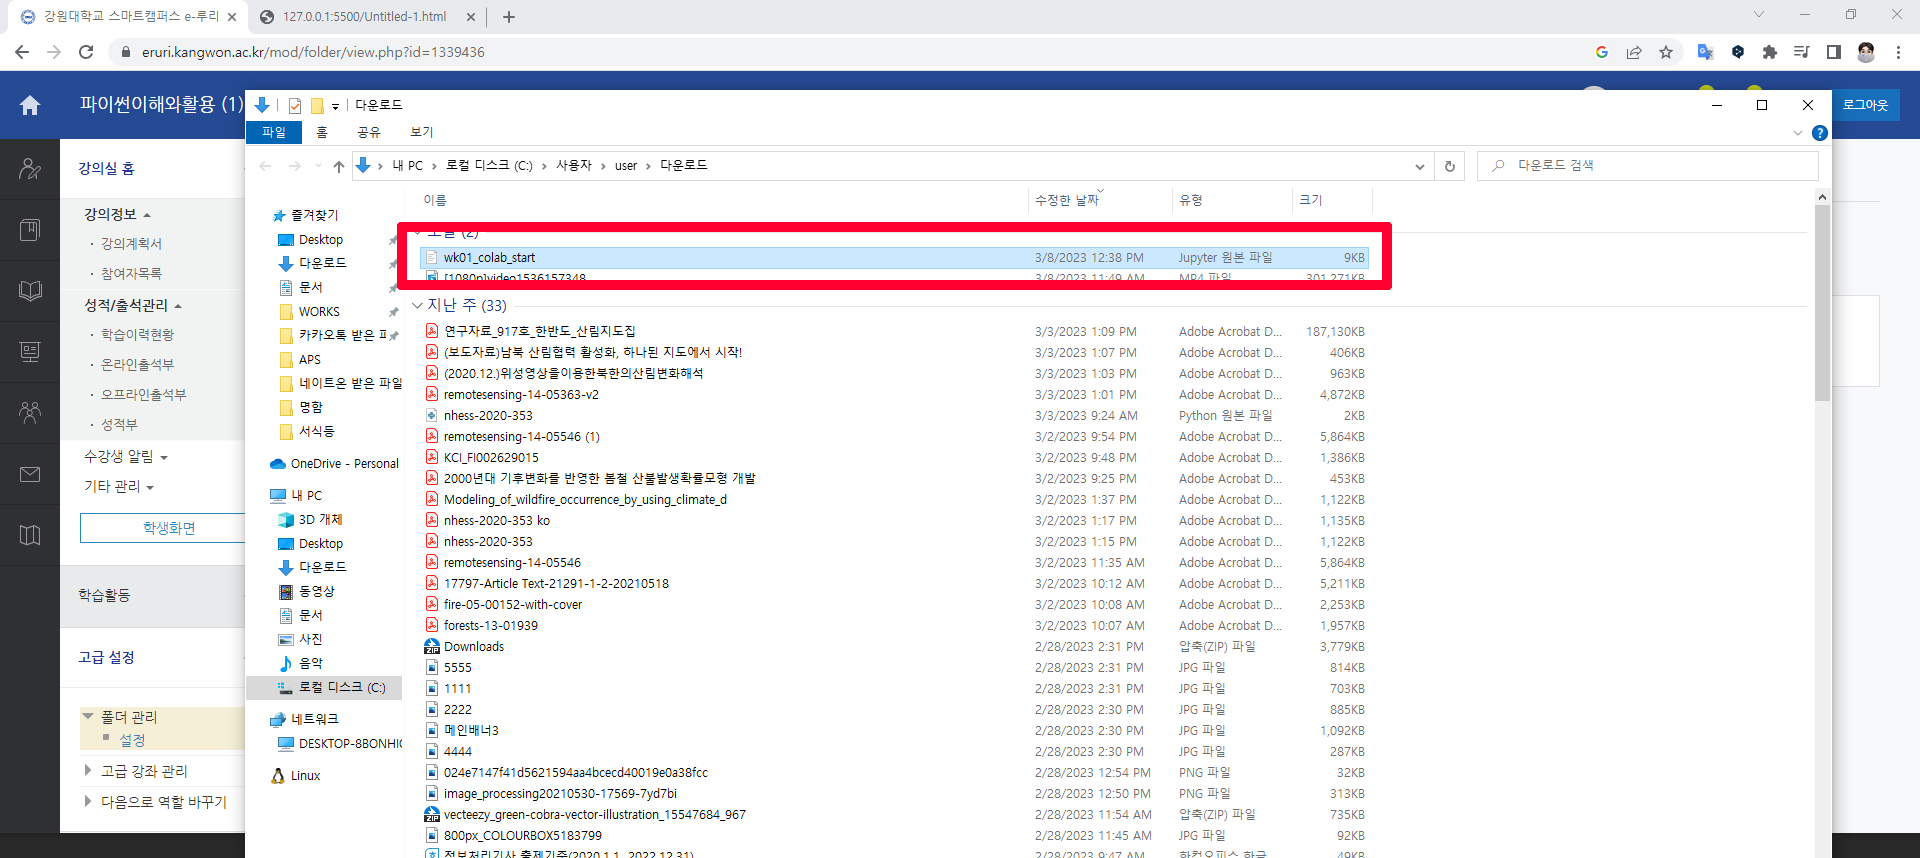 강원대학교 스마트캠퍼스 e-루리
127.0.0.1:5500/Untitled-1.html
eruri.kangwon.ac.kr/mod/folder/view.php?id=1339436
파이썬이해와활용 (1)
로그아웃
강의실 홈
강의정보
강의계획서
참여자목록
성적/출석관리
학습이력현황
온라인출석부
오프라인출석부
성적부
수강생 알림
기타 관리
학생화면
학습활동
고급 설정
폴더 관리
설정
고급 강좌 관리
다음으로 역할 바꾸기
다운로드
파일 홈 공유 보기
내 PC › 로컬 디스크 (C:) › 사용자 › user › 다운로드
다운로드 검색
즐겨찾기
Desktop
다운로드
문서
WORKS
카카오톡 받은 파
APS
네이트온 받은 파일
명함
서식등
OneDrive - Personal
내 PC
3D 개체
Desktop
다운로드
동영상
문서
사진
음악
로컬 디스크 (C:)
네트워크
DESKTOP-8BONHI
Linux
이름 수정한 날짜 유형 크기
오늘 (2)
wk01_colab_start 3/8/2023 12:38 PM Jupyter 원본 파일 9KB
[1080p]video1536157348 3/8/2023 11:49 AM MP4 파일 301,271KB
지난 주 (33)
연구자료_917호_한반도_산림지도집 3/3/2023 1:09 PM Adobe Acrobat D... 187,130KB
(보도자료)남북 산림협력 활성화, 하나된 지도에서 시작! 3/3/2023 1:07 PM Adobe Acrobat D... 406KB
(2020.12.)위성영상을이용한북한의산림변화해석 3/3/2023 1:03 PM Adobe Acrobat D... 963KB
remotesensing-14-05363-v2 3/3/2023 1:01 PM Adobe Acrobat D... 4,872KB
nhess-2020-353 3/3/2023 9:24 AM Python 원본 파일 2KB
remotesensing-14-05546 (1) 3/2/2023 9:54 PM Adobe Acrobat D... 5,864KB
KCI_FI002629015 3/2/2023 9:48 PM Adobe Acrobat D... 1,386KB
2000년대 기후변화를 반영한 봄철 산불발생확률모형 개발 3/2/2023 9:25 PM Adobe Acrobat D... 453KB
Modeling_of_wildfire_occurrence_by_using_climate_d 3/2/2023 1:37 PM Adobe Acrobat D... 1,122KB
nhess-2020-353 ko 3/2/2023 1:17 PM Adobe Acrobat D... 1,135KB
nhess-2020-353 3/2/2023 1:15 PM Adobe Acrobat D... 1,122KB
remotesensing-14-05546 3/2/2023 11:35 AM Adobe Acrobat D... 5,864KB
17797-Article Text-21291-1-2-20210518 3/2/2023 10:12 AM Adobe Acrobat D... 5,211KB
fire-05-00152-with-cover 3/2/2023 10:08 AM Adobe Acrobat D... 2,253KB
forests-13-01939 3/2/2023 10:07 AM Adobe Acrobat D... 1,957KB
Downloads 2/28/2023 2:31 PM 압축(ZIP) 파일 3,779KB
5555 2/28/2023 2:31 PM JPG 파일 814KB
1111 2/28/2023 2:31 PM JPG 파일 703KB
2222 2/28/2023 2:30 PM JPG 파일 885KB
메인배너3 2/28/2023 2:30 PM JPG 파일 1,092KB
4444 2/28/2023 2:30 PM JPG 파일 287KB
024e7147f41d5621594aa4bcecd40019e0a38fcc 2/28/2023 12:54 PM PNG 파일 32KB
image_processing20210530-17569-7yd7bi 2/28/2023 12:50 PM PNG 파일 313KB
vecteezy_green-cobra-vector-illustration_15547684_967 2/28/2023 11:54 AM 압축(ZIP) 파일 735KB
800px_COLOURBOX5183799 2/28/2023 11:45 AM JPG 파일 92KB
정보처리기사 출제기준(2020.1.1.-2022.12.31) 2/28/2023 9:47 AM 한컴오피스 한글 49KB